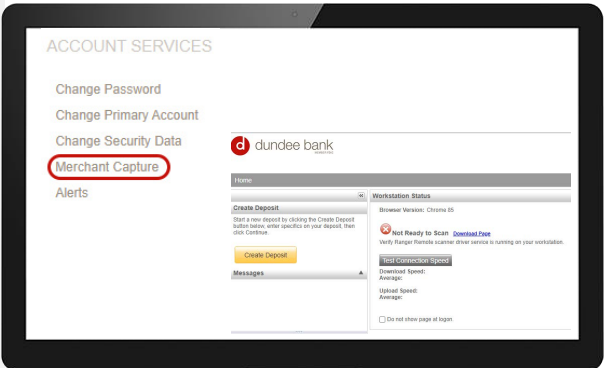 ACCOUNT SERVICES
Change Password
Change Primary Account
Change Security Data
Merchant Capture
Alerts
d dundee bank
Home
Create Deposit
Start a new deposit by clicking the Create Deposit
button below, enter specifics on your deposit, then
click Continue.
Create Deposit
Messages
Workstation Status
Browser Version: Chrome 85
Not Ready to Scan Download Page
Verify Ranger Remote scanner driver service is running on your workstation.
Test Connection Speed
Download Speed:
Average:
Upload Speed:
Average:
Do not show page at logon.